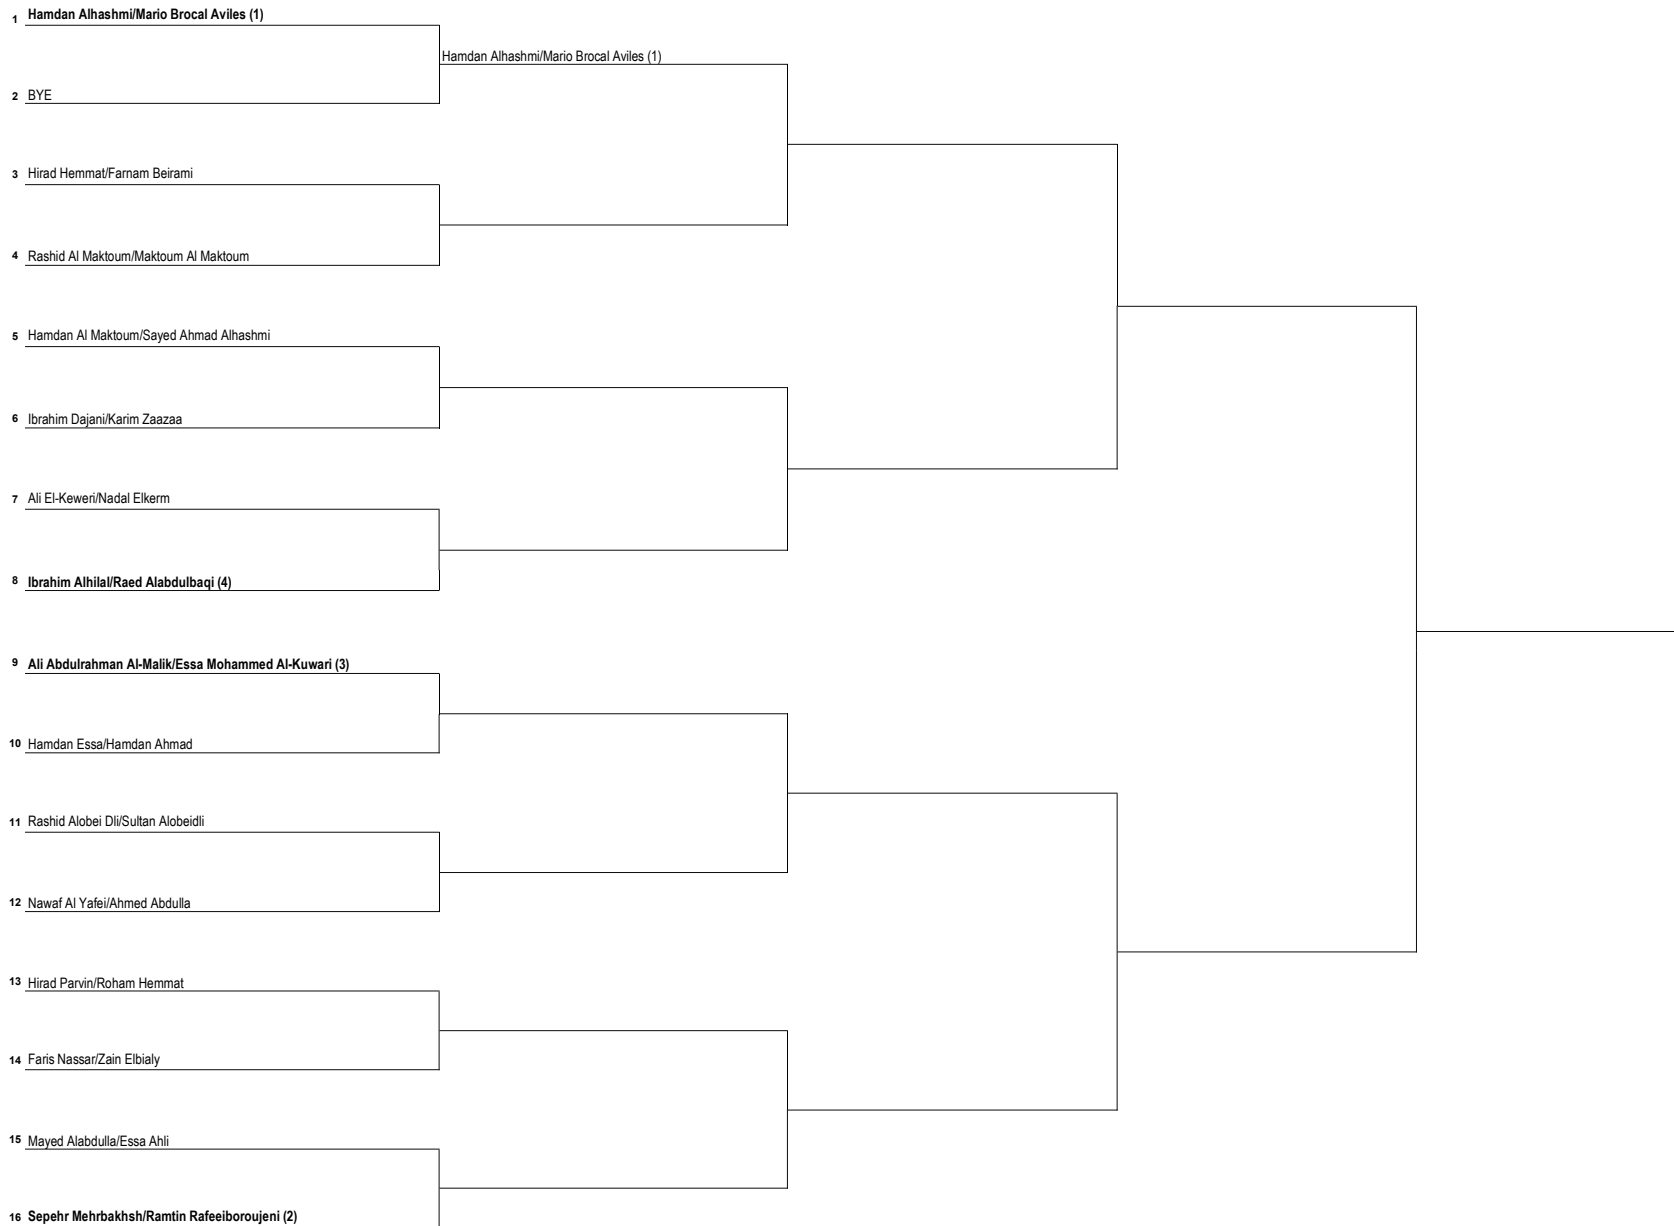 1 Hamdan Alhashmi/Mario Brocal Aviles (1)
Hamdan Alhashmi/Mario Brocal Aviles (1)
2 BYE
3 Hirad Hemmat/Farnam Beirami
4 Rashid Al Maktoum/Maktoum Al Maktoum
5 Hamdan Al Maktoum/Sayed Ahmad Alhashmi
6 Ibrahim Dajani/Karim Zaazaa
7 Ali El-Keweri/Nadal Elkerm
8 Ibrahim Alhilal/Raed Alabdulbaqi (4)
9 Ali Abdulrahman Al-Malik/Essa Mohammed Al-Kuwari (3)
10 Hamdan Essa/Hamdan Ahmad
11 Rashid Alobei Dli/Sultan Alobeidli
12 Nawaf Al Yafei/Ahmed Abdulla
13 Hirad Parvin/Roham Hemmat
14 Faris Nassar/Zain Elbialy
15 Mayed Alabdulla/Essa Ahli
16 Sepehr Mehrbakhsh/Ramtin Rafeeiboroujeni (2)